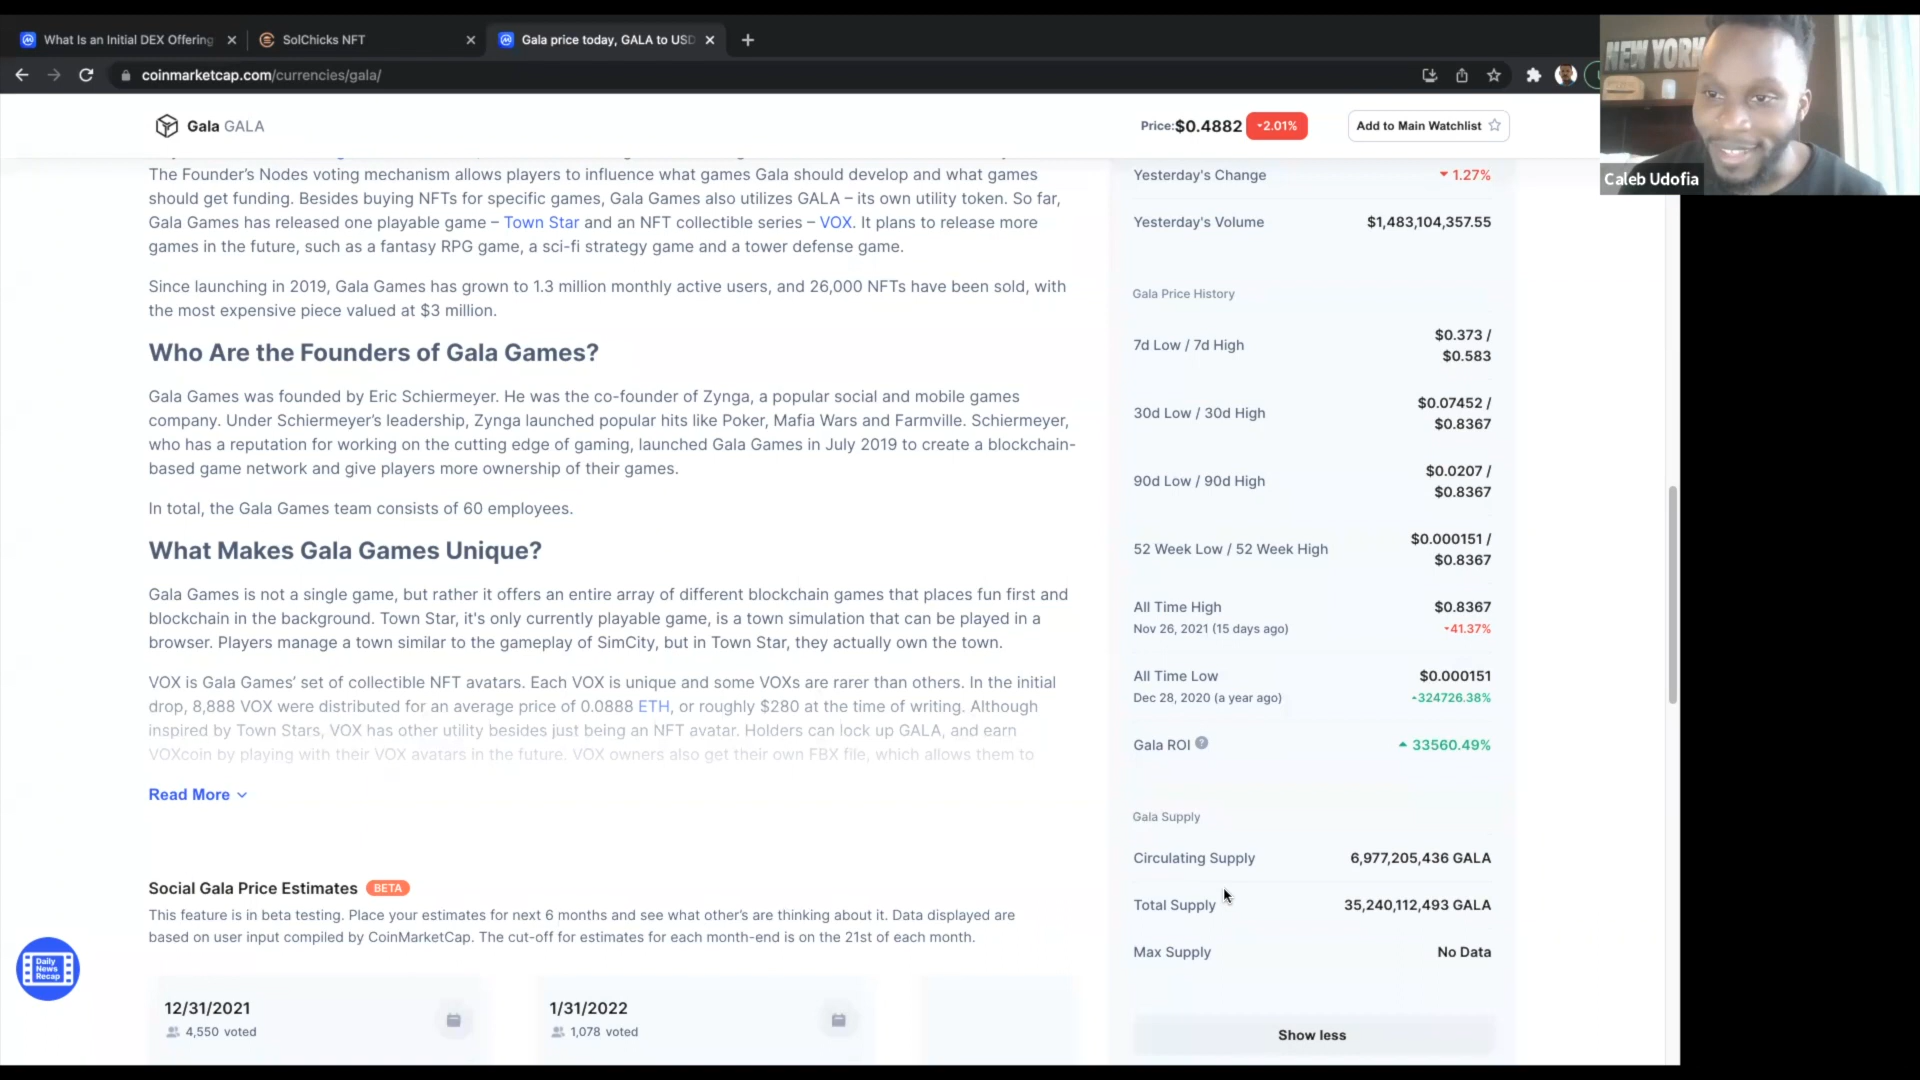 What Is an Initial DEX Offering
SolChicks NFT
Gala price today, GALA to USD
coinmarketcap.com/currencies/gala/
NEW YORK
Caleb Udofia
Gala GALA
Price:$0.4882 2.01%
Add to Main Watchlist
The Founder’s Nodes voting mechanism allows players to influence what games Gala should develop and what games
should get funding. Besides buying NFTs for specific games, Gala Games also utilizes GALA – its own utility token. So far,
Gala Games has released one playable game – Town Star and an NFT collectible series – VOX. It plans to release more
games in the future, such as a fantasy RPG game, a sci-fi strategy game and a tower defense game.
Since launching in 2019, Gala Games has grown to 1.3 million monthly active users, and 26,000 NFTs have been sold, with
the most expensive piece valued at $3 million.
Who Are the Founders of Gala Games?
Gala Games was founded by Eric Schiermeyer. He was the co-founder of Zynga, a popular social and mobile games
company. Under Schiermeyer’s leadership, Zynga launched popular hits like Poker, Mafia Wars and Farmville. Schiermeyer,
who has a reputation for working on the cutting edge of gaming, launched Gala Games in July 2019 to create a blockchain-
based game network and give players more ownership of their games.
In total, the Gala Games team consists of 60 employees.
What Makes Gala Games Unique?
Gala Games is not a single game, but rather it offers an entire array of different blockchain games that places fun first and
blockchain in the background. Town Star, it's only currently playable game, is a town simulation that can be played in a
browser. Players manage a town similar to the gameplay of SimCity, but in Town Star, they actually own the town.
VOX is Gala Games’ set of collectible NFT avatars. Each VOX is unique and some VOXs are rarer than others. In the initial
drop, 8,888 VOX were distributed for an average price of 0.0888 ETH, or roughly $280 at the time of writing. Although
inspired by Town Stars, VOX has other utility besides just being an NFT avatar. Holders can lock up GALA, and earn
VOXcoin by playing with their VOX avatars in the future. VOX owners also get their own FBX file, which allows them to
Read More
Social Gala Price Estimates BETA
This feature is in beta testing. Place your estimates for next 6 months and see what other’s are thinking about it. Data displayed are
based on user input compiled by CoinMarketCap. The cut-off for estimates for each month-end is on the 21st of each month.
Daily
News
Recap
12/31/2021
4,550 voted
1/31/2022
1,078 voted
Yesterday's Change 1.27%
Yesterday's Volume $1,483,104,357.55
Gala Price History
7d Low / 7d High $0.373 /
$0.583
30d Low / 30d High $0.07452 /
$0.8367
90d Low / 90d High $0.0207 /
$0.8367
52 Week Low / 52 Week High $0.000151 /
$0.8367
All Time High $0.8367
Nov 26, 2021 (15 days ago) -41.37%
All Time Low $0.000151
Dec 28, 2020 (a year ago) 324726.38%
Gala ROI 33560.49%
Gala Supply
Circulating Supply 6,977,205,436 GALA
Total Supply 35,240,112,493 GALA
Max Supply No Data
Show less